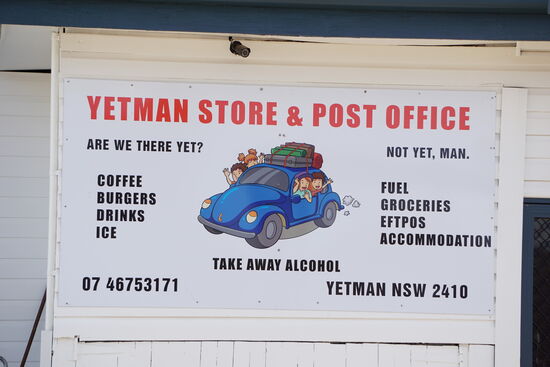 YETMAN STORE & POST OFFICE
ARE WE THERE YET?
NOT YET, MAN.
COFFEE
BURGERS
DRINKS
ICE
FUEL
GROCERIES
EFTPOS
ACCOMMODATION
TAKE AWAY ALCOHOL
07 46753171
YETMAN NSW 2410